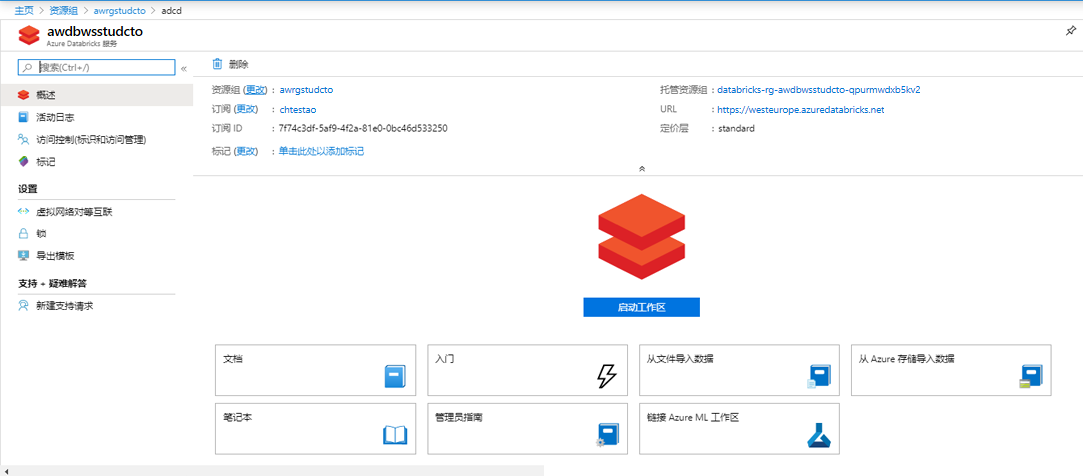 主页 > 资源组 > awrgstudcto > adcd
awdbwsstudcto
Azure Databricks 服务
搜索(Ctrl+/)
«
概述
活动日志
访问控制(标识和访问管理)
标记
设置
虚拟网络对等互联
锁
导出模板
支持 + 疑难解答
新建支持请求
删除
资源组 (更改) : awrgstudcto
订阅 (更改) : chtestao
订阅 ID : 7f74c3df-5af9-4f2a-81e0-0bc46d533250
标记 (更改) : 单击此处以添加标记
托管资源组 : databricks-rg-awdbwsstudcto-qpurmwdxb5kv2
URL : https://westeurope.azuredatabricks.net
定价层 : standard
启动工作区
文档
入门
从文件导入数据
从 Azure 存储导入数据
笔记本
管理员指南
链接 Azure ML 工作区